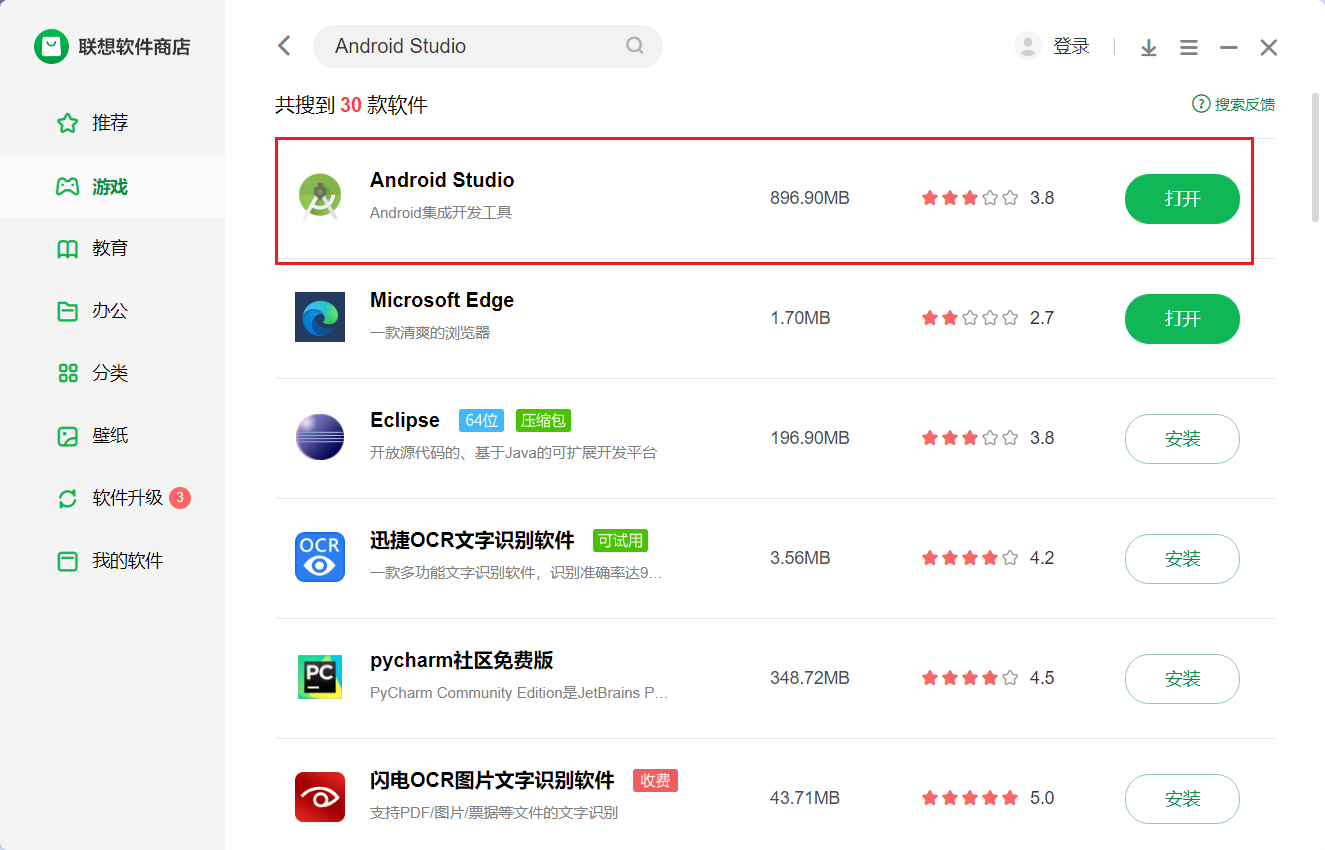 联想软件商店
Android Studio
登录
推荐
游戏
教育
办公
分类
壁纸
软件升级 3
我的软件
共搜到 30 款软件
? 搜索反馈
Android Studio
Android集成开发工具
896.90MB
3.8
打开
Microsoft Edge
一款清爽的浏览器
1.70MB
2.7
打开
Eclipse 64位 压缩包
开放源代码的、基于Java的可扩展开发平台
196.90MB
3.8
安装
OCR
迅捷OCR文字识别软件 可试用
一款多功能文字识别软件，识别准确率达9...
3.56MB
4.2
安装
PC
pycharm社区免费版
PyCharm Community Edition是JetBrains P...
348.72MB
4.5
安装
闪电OCR图片文字识别软件 收费
支持PDF/图片/票据等文件的文字识别
43.71MB
5.0
安装